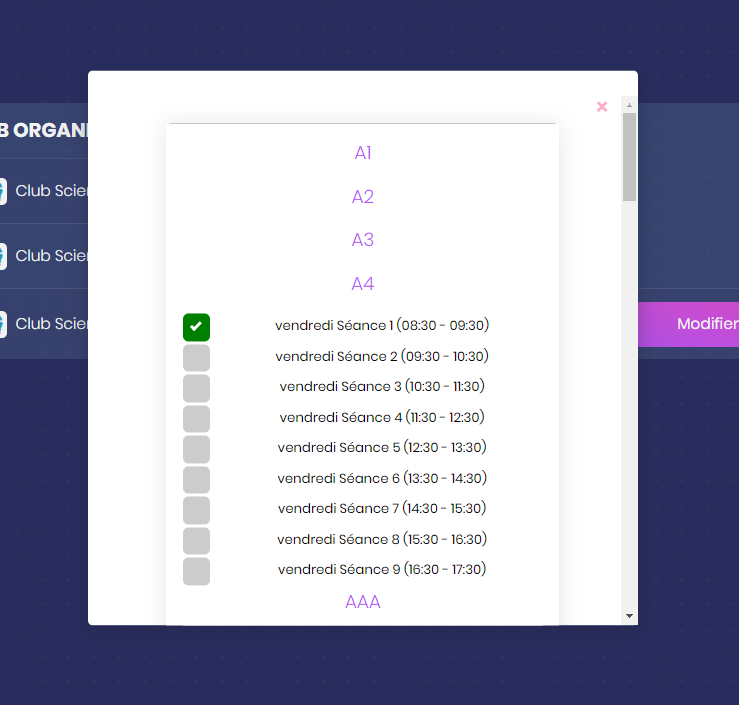 B ORGANI
Club Scien
Club Scien
Club Scien
A1
A2
A3
A4
vendredi Séance 1 (08:30 - 09:30)
vendredi Séance 2 (09:30 - 10:30)
vendredi Séance 3 (10:30 - 11:30)
vendredi Séance 4 (11:30 - 12:30)
vendredi Séance 5 (12:30 - 13:30)
vendredi Séance 6 (13:30 - 14:30)
vendredi Séance 7 (14:30 - 15:30)
vendredi Séance 8 (15:30 - 16:30)
vendredi Séance 9 (16:30 - 17:30)
AAA
Modifier